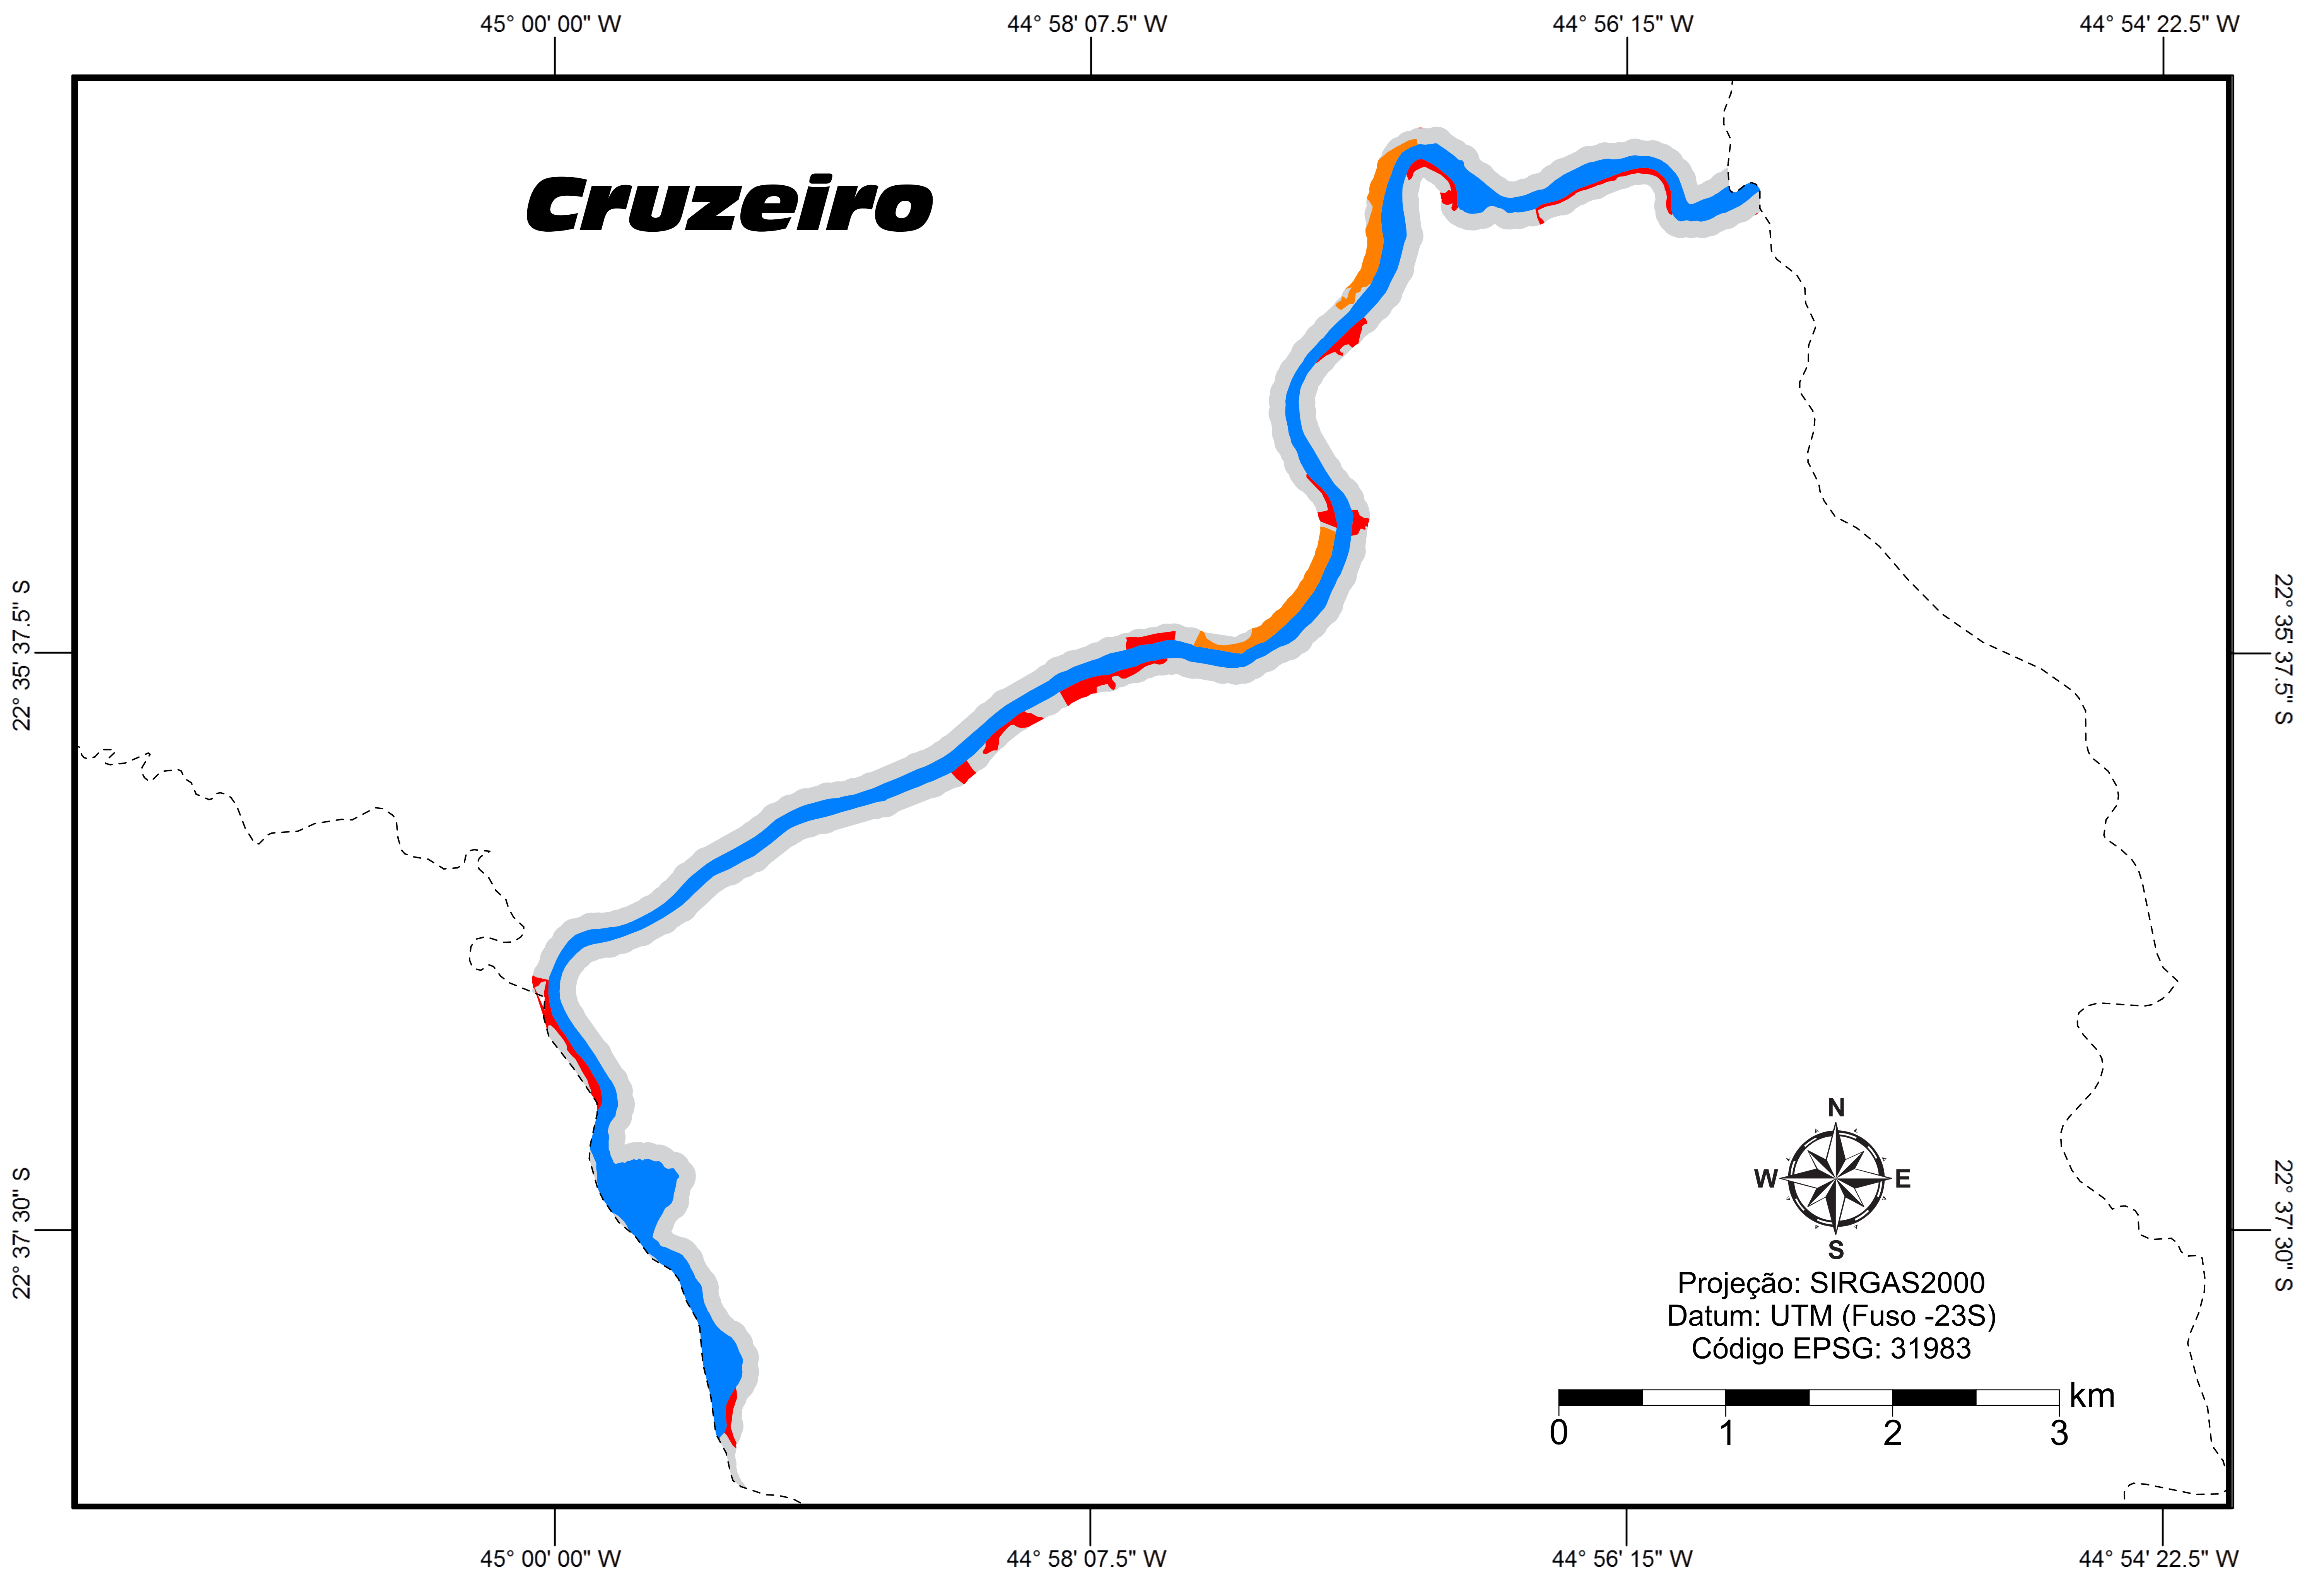 45° 00' 00" W
44° 58' 07.5" W
44° 56' 15" W
44° 54' 22.5" W
Cruzeiro
22° 35' 37.5" S
22° 35' 37.5" S
N
W
E
S
22° 37' 30" S
22° 37' 30" S
Projeção: SIRGAS2000
Datum: UTM (Fuso -23S)
Código EPSG: 31983
km
0 1 2 3
45° 00' 00" W
44° 58' 07.5" W
44° 56' 15" W
44° 54' 22.5" W